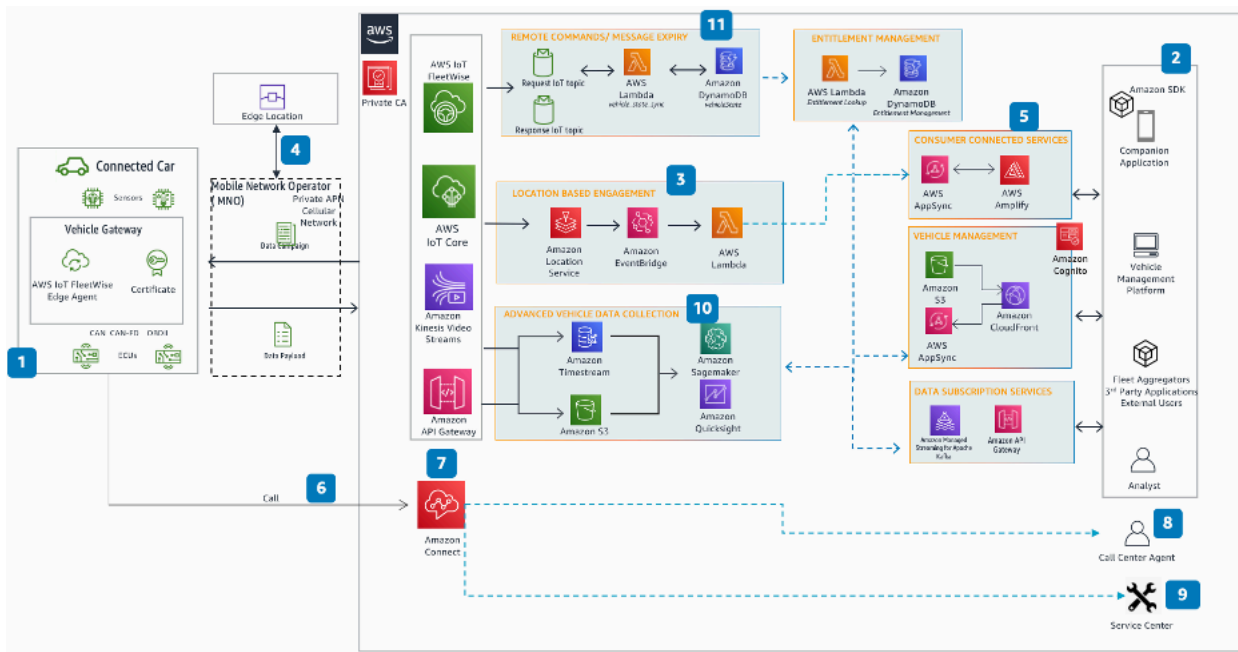 aws
Private CA
Edge Location
4
Connected Car
Sensors
Vehicle Gateway
AWS IoT FleetWise
Edge Agent
Certificate
CAN CAN-FD OBDII
ECUs
1
Mobile Network Operator
(MNO)
Private APN
Cellular
Network
Data Campaign
Data Payload
Call
6
AWS IoT
FleetWise
AWS
IoT Core
Amazon
Kinesis Video
Streams
Amazon
API Gateway
7
Amazon
Connect
11
REMOTE COMMANDS/ MESSAGE EXPIRY
Request IoT topic
Response IoT topic
AWS
Lambda
vehicle_state_sync
Amazon
DynamoDB
vehicleState
3
LOCATION BASED ENGAGEMENT
Amazon
Location
Service
Amazon
EventBridge
AWS
Lambda
10
ADVANCED VEHICLE DATA COLLECTION
Amazon
Timestream
Amazon S3
Amazon
Sagemaker
Amazon
Quicksight
ENTITLEMENT MANAGEMENT
AWS Lambda
Entitlement Lookup
Amazon
DynamoDB
Entitlement Management
5
CONSUMER CONNECTED SERVICES
AWS
AppSync
AWS
Amplify
VEHICLE MANAGEMENT
Amazon
Cognito
Amazon
S3
Amazon
CloudFront
AWS
AppSync
DATA SUBSCRIPTION SERVICES
Amazon Managed
Streaming for Apache
Kafka
Amazon API
Gateway
2
Amazon SDK
Companion
Application
Vehicle
Management
Platform
Fleet Aggregators
3rd Party Applications
External Users
Analyst
8
Call Center Agent
9
Service Center